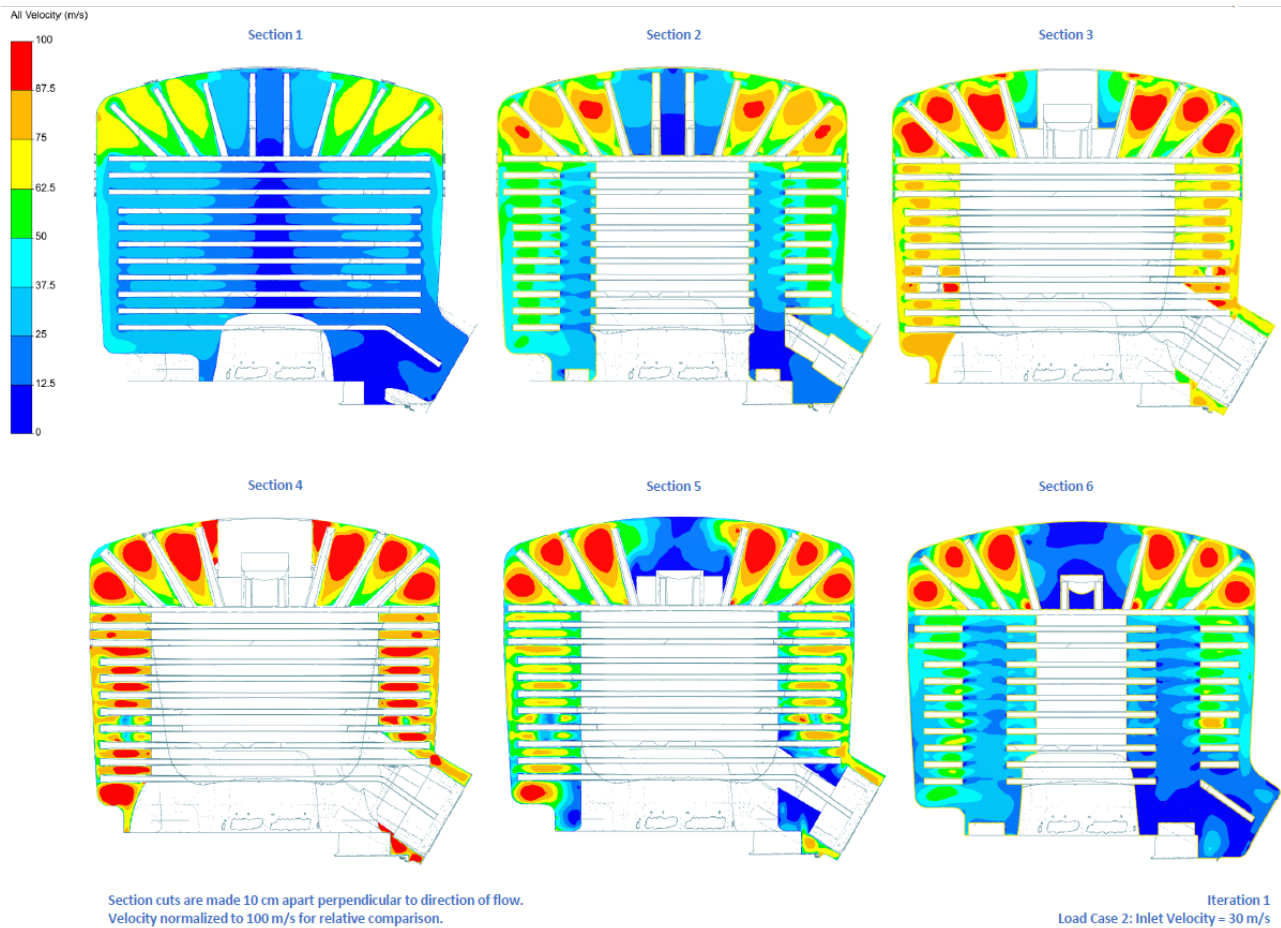 All Velocity (m/s)
100
87.5
75
62.5
50
37.5
25
12.5
0
Section 1
Section 2
Section 3
Section 4
Section 5
Section 6
Section cuts are made 10 cm apart perpendicular to direction of flow.
Velocity normalized to 100 m/s for relative comparison.
Iteration 1
Load Case 2: Inlet Velocity = 30 m/s